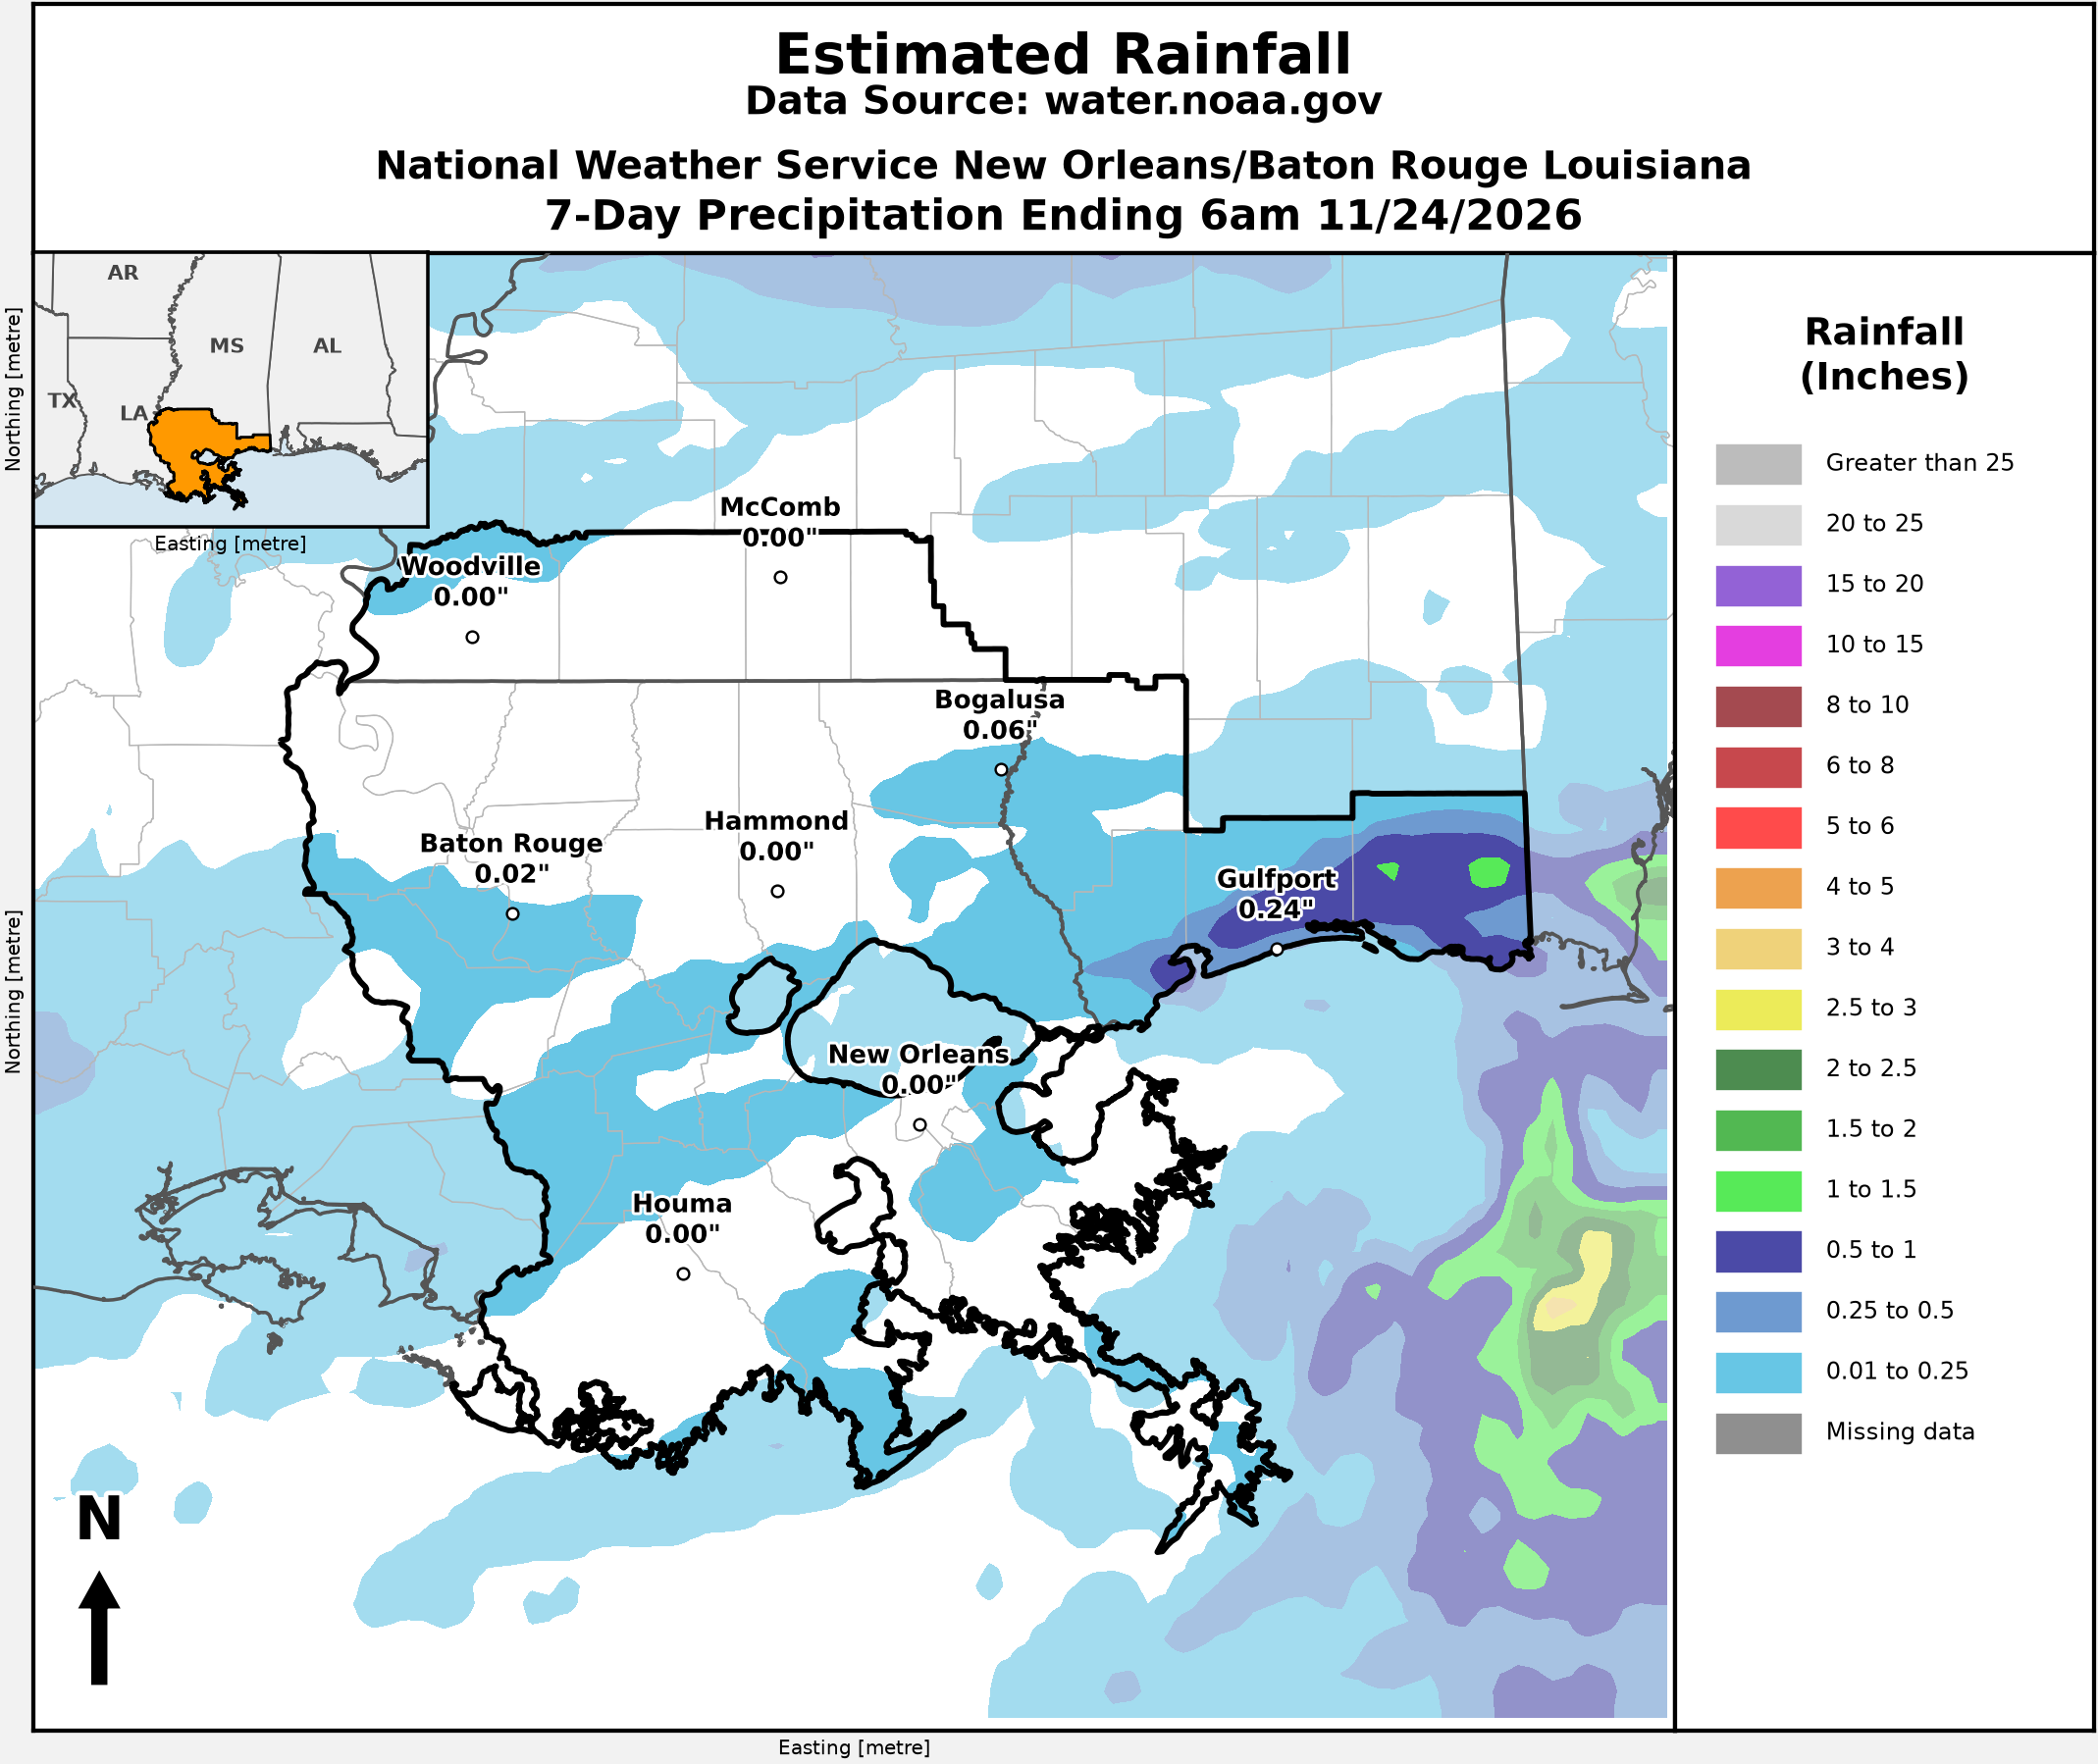 Estimated Rainfall
Data Source: water.noaa.gov
National Weather Service New Orleans/Baton Rouge Louisiana
7-Day Precipitation Ending 6am 11/24/2026
Northing [metre]
AR
MS
AL
TX
LA
Easting [metre]
McComb
0.00"
Woodville
0.00"
Bogalusa
0.06"
Hammond
0.00"
Baton Rouge
0.02"
Gulfport
0.24"
New Orleans
0.00"
Houma
0.00"
N
Northing [metre]
Easting [metre]
Rainfall
(Inches)
Greater than 25
20 to 25
15 to 20
10 to 15
8 to 10
6 to 8
5 to 6
4 to 5
3 to 4
2.5 to 3
2 to 2.5
1.5 to 2
1 to 1.5
0.5 to 1
0.25 to 0.5
0.01 to 0.25
Missing data